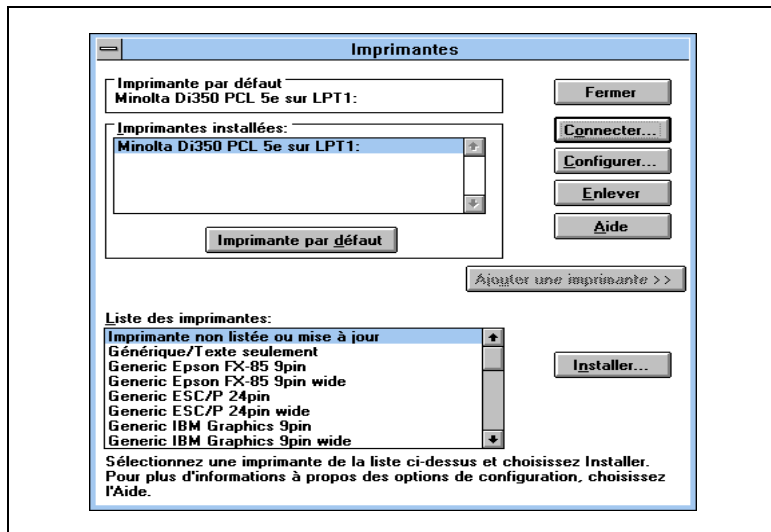 Imprimantes
Imprimante par défaut
Minolta Di350 PCL 5e sur LPT1:
Fermer
Imprimantes installées:
Minolta Di350 PCL 5e sur LPT1:
Connecter...
Configurer...
Enlever
Aide
Imprimante par défaut
Ajouter une imprimante >>
Liste des imprimantes:
Imprimante non listée ou mise à jour
Générique/Texte seulement
Generic Epson FX-85 9pin
Generic Epson FX-85 9pin wide
Generic ESC/P 24pin
Generic ESC/P 24pin wide
Generic IBM Graphics 9pin
Generic IBM Graphics 9pin wide
Installer...
Sélectionnez une imprimante de la liste ci-dessus et choisissez Installer.
Pour plus d'informations à propos des options de configuration, choisissez
l'Aide.